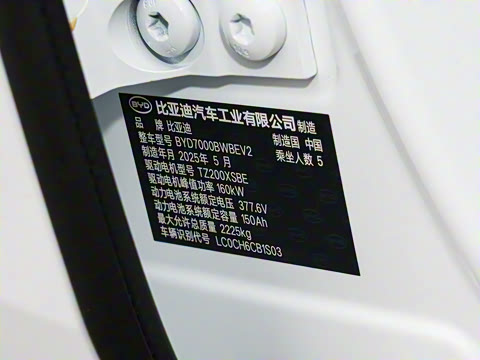 BYD 比亚迪汽车工业有限公司 制造
品 牌 比亚迪 制造国 中国
整车型号 BYD7000BWBEV2 乘坐人数 5
制造年月 2025年 5 月
驱动电机型号 TZ200XSBE
驱动电机峰值功率 160kW
动力电池系统额定电压 377.6V
动力电池系统额定容量 150Ah
最大允许总质量 2225kg
车辆识别代号 LC0CH6CB1S03